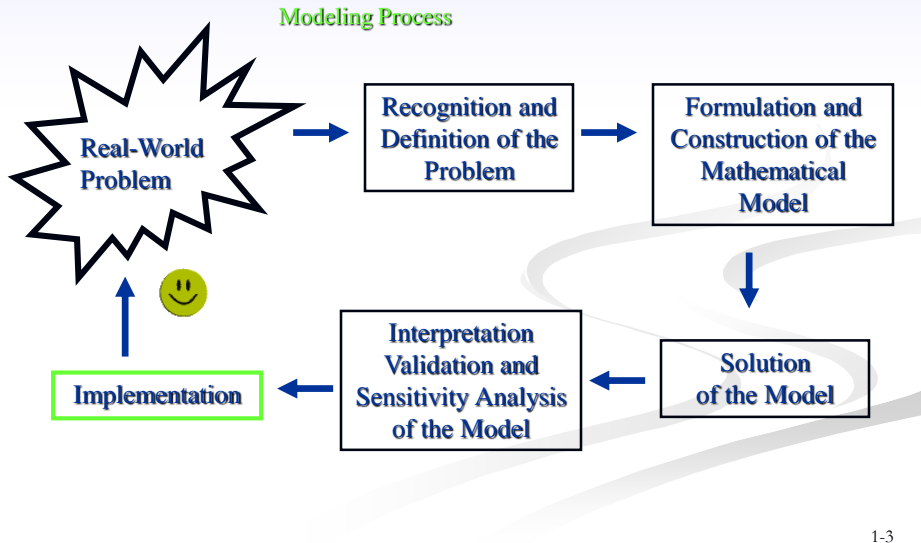 Modeling Process
Real-World
Problem
Recognition and
Definition of the
Problem
Formulation and
Construction of the
Mathematical
Model
Solution
of the Model
Interpretation
Validation and
Sensitivity Analysis
of the Model
Implementation
1-3